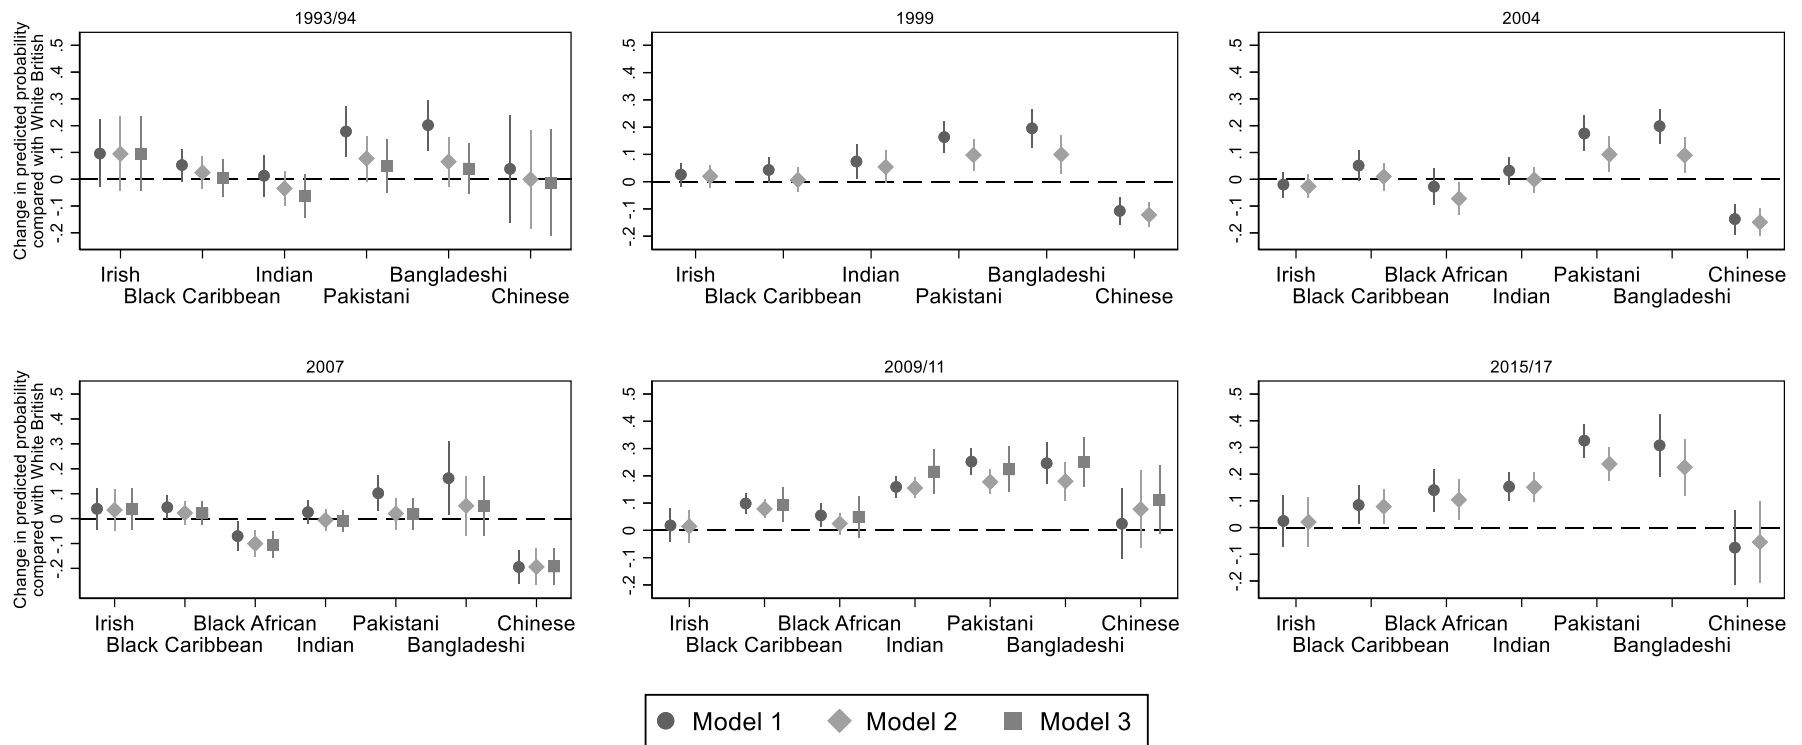 1993/94
1999
2004
Change in predicted probability
compared with White British
.5
.4
.3
.2
.1
0
-.1
-.2
.5
.4
.3
.2
.1
0
-.1
-.2
.5
.4
.3
.2
.1
0
-.1
-.2
Irish
Indian
Bangladeshi
Black Caribbean
Pakistani
Chinese
Irish
Indian
Bangladeshi
Black Caribbean
Pakistani
Chinese
Irish
Black African
Pakistani
Chinese
Black Caribbean
Indian
Bangladeshi
2007
2009/11
2015/17
Change in predicted probability
compared with White British
.5
.4
.3
.2
.1
0
-.1
-.2
.5
.4
.3
.2
.1
0
-.1
-.2
.5
.4
.3
.2
.1
0
-.1
-.2
Irish
Black African
Pakistani
Chinese
Black Caribbean
Indian
Bangladeshi
Irish
Black African
Pakistani
Chinese
Black Caribbean
Indian
Bangladeshi
Irish
Black African
Pakistani
Chinese
Black Caribbean
Indian
Bangladeshi
Model 1
Model 2
Model 3